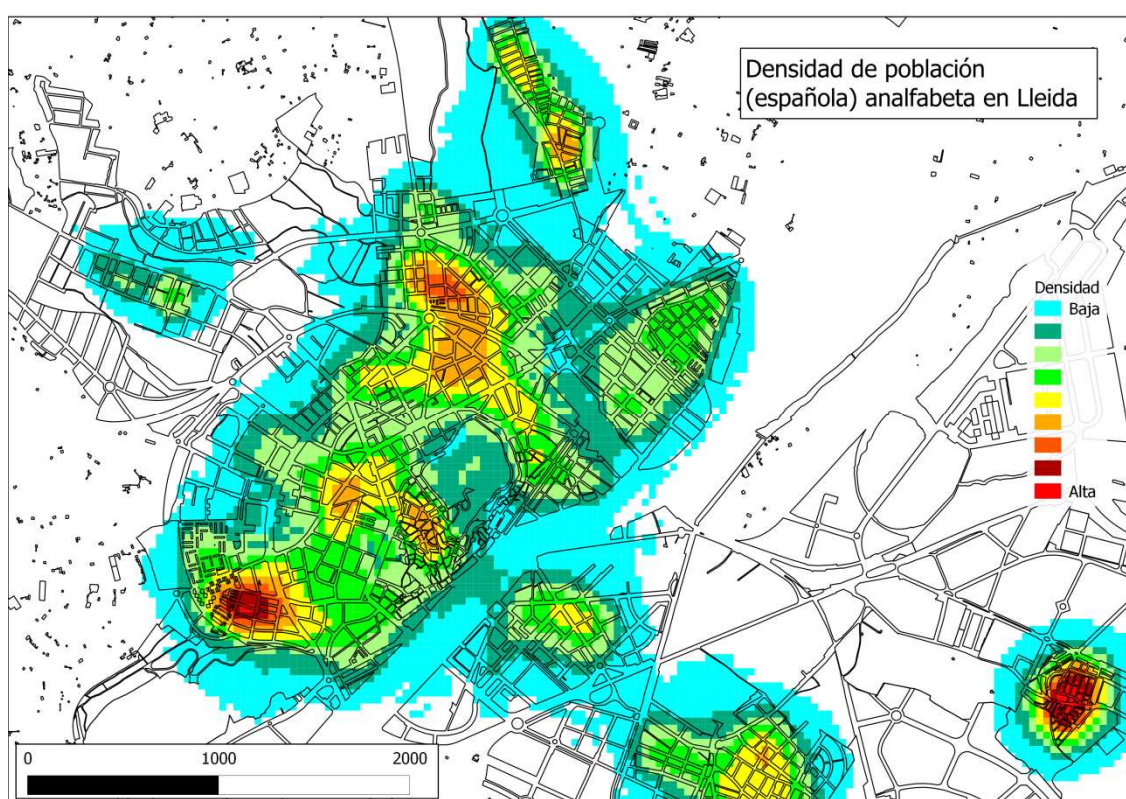 Densidad de población
(española) analfabeta en Lleida
Densidad
Baja
Alta
0 1000 2000